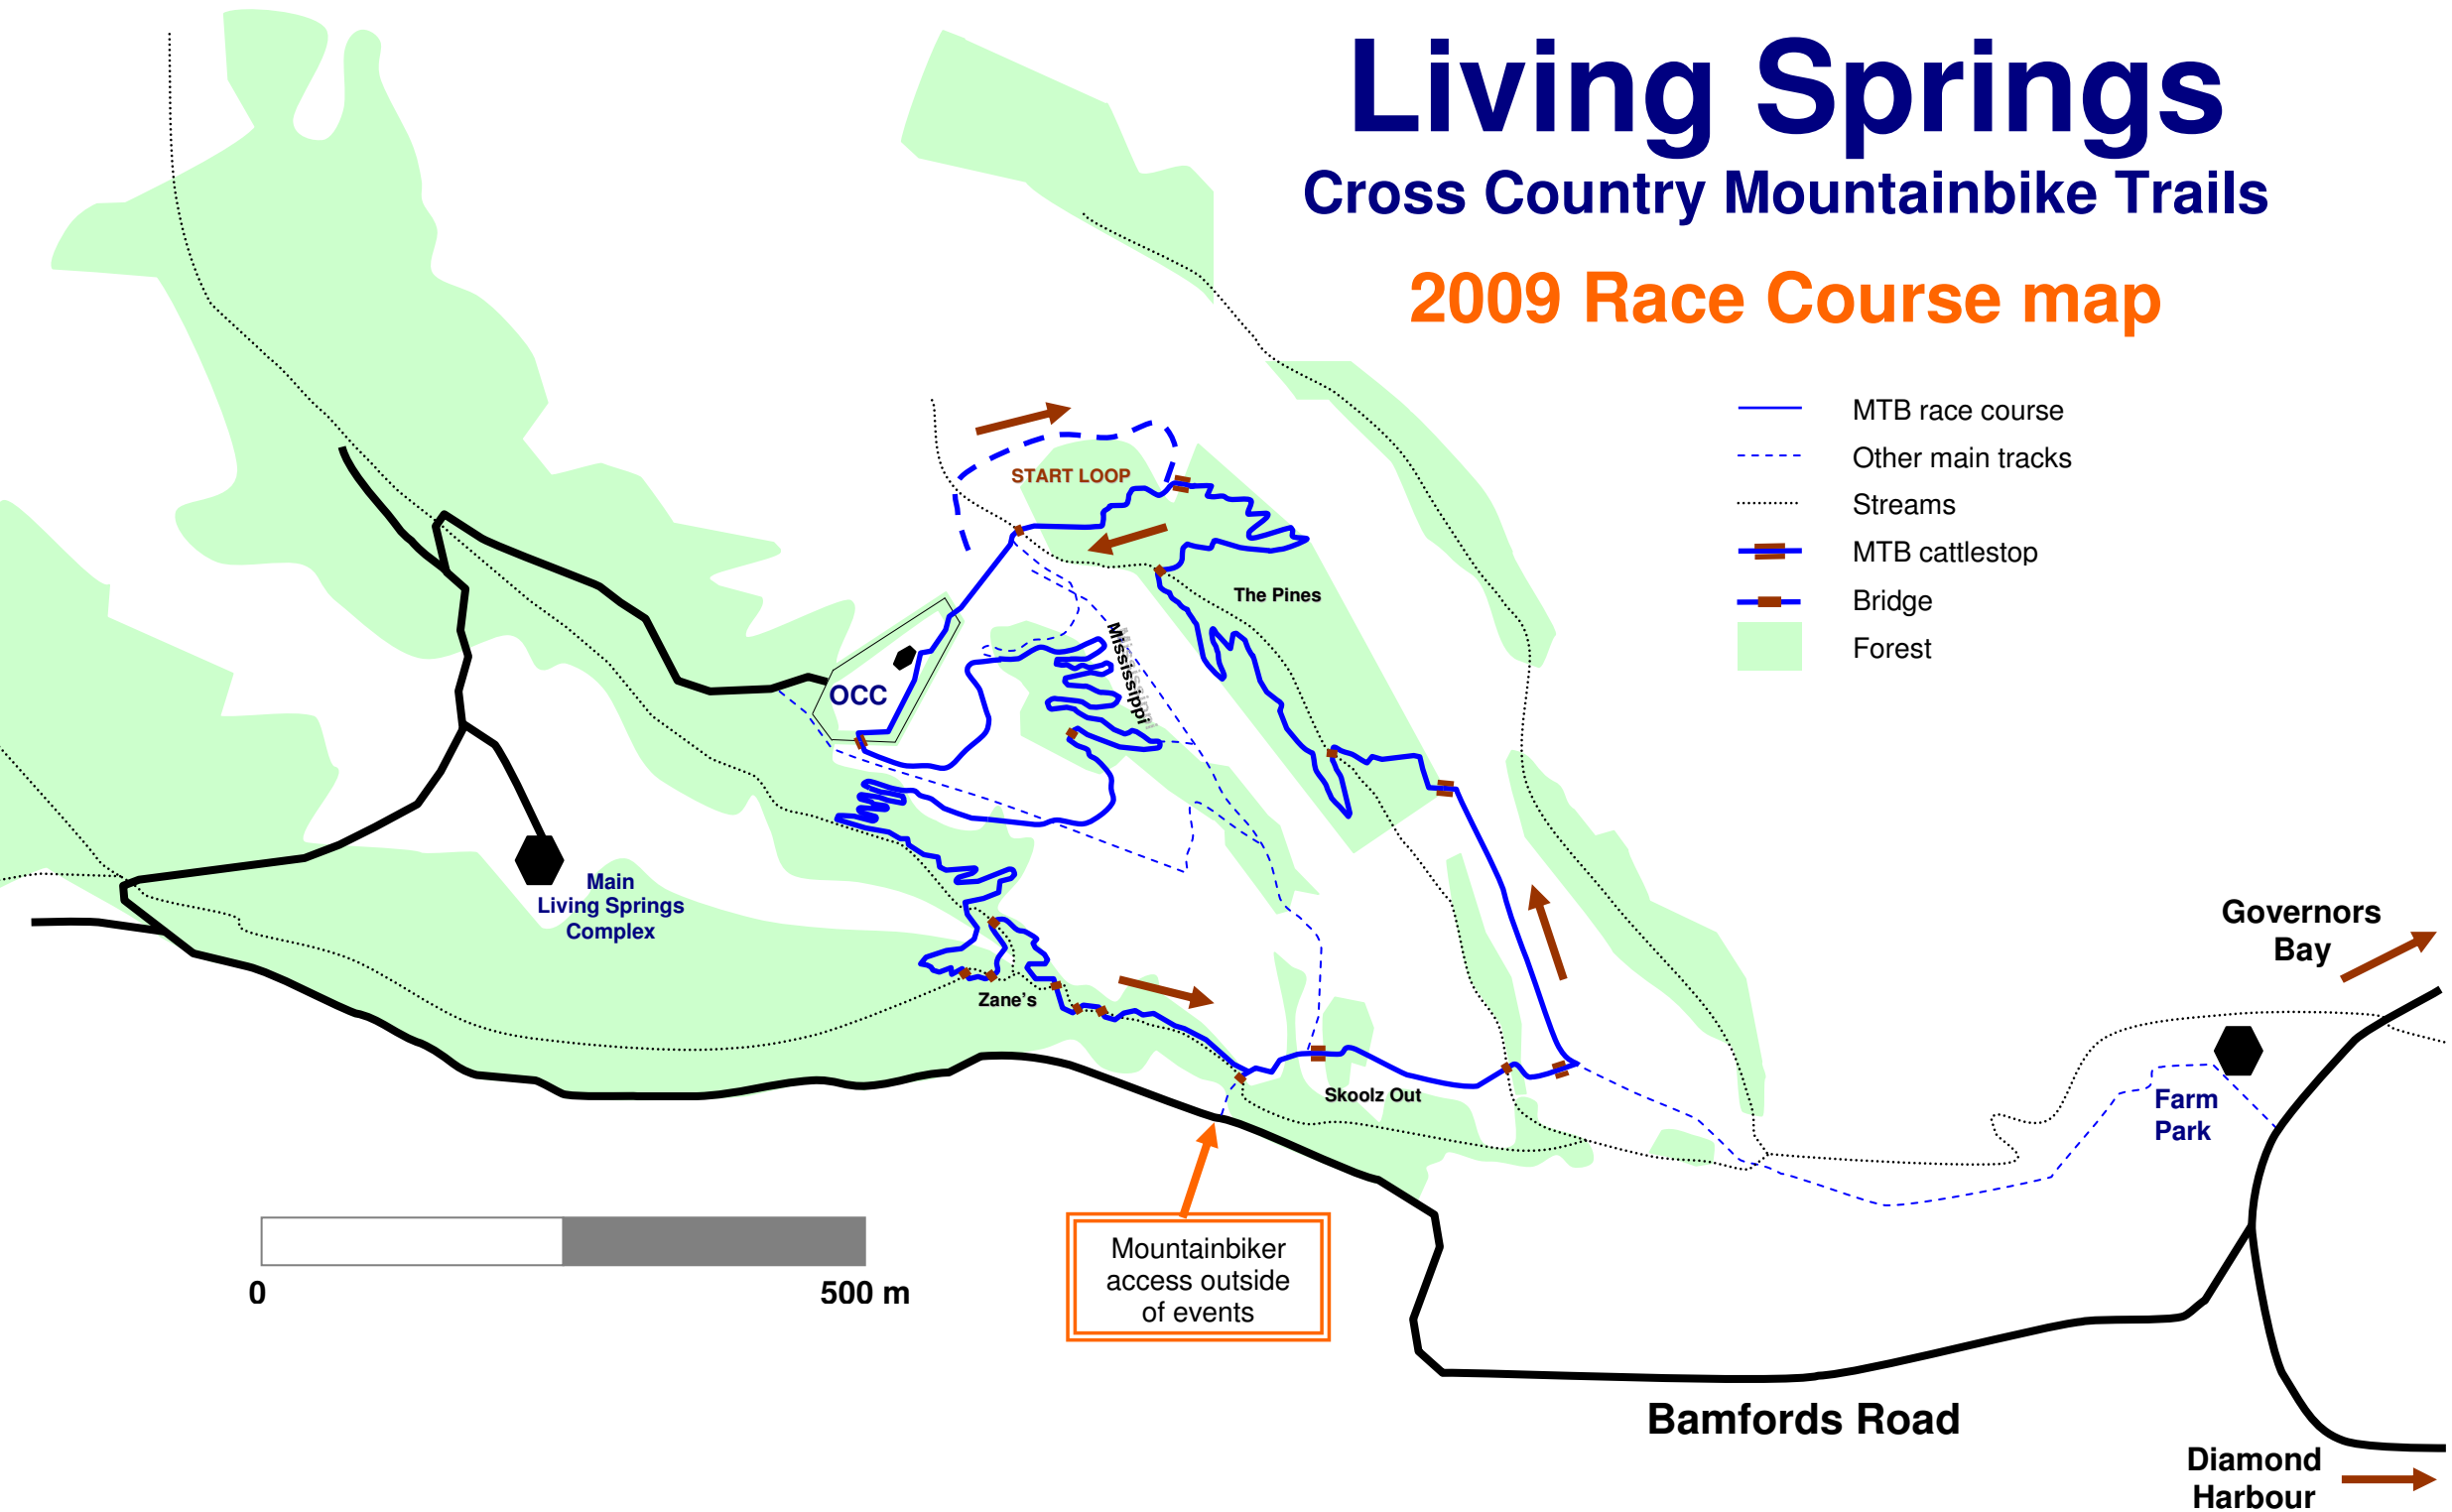 Living Springs
Cross Country Mountainbike Trails
2009 Race Course map
MTB race course
Other main tracks
Streams
MTB cattlestop
Bridge
Forest
START LOOP
The Pines
Mississippi
OCC
Main
Living Springs
Complex
Zane's
Skoolz Out
Governors
Bay
Farm
Park
Mountainbiker
access outside
of events
0
500 m
Bamfords Road
Diamond
Harbour